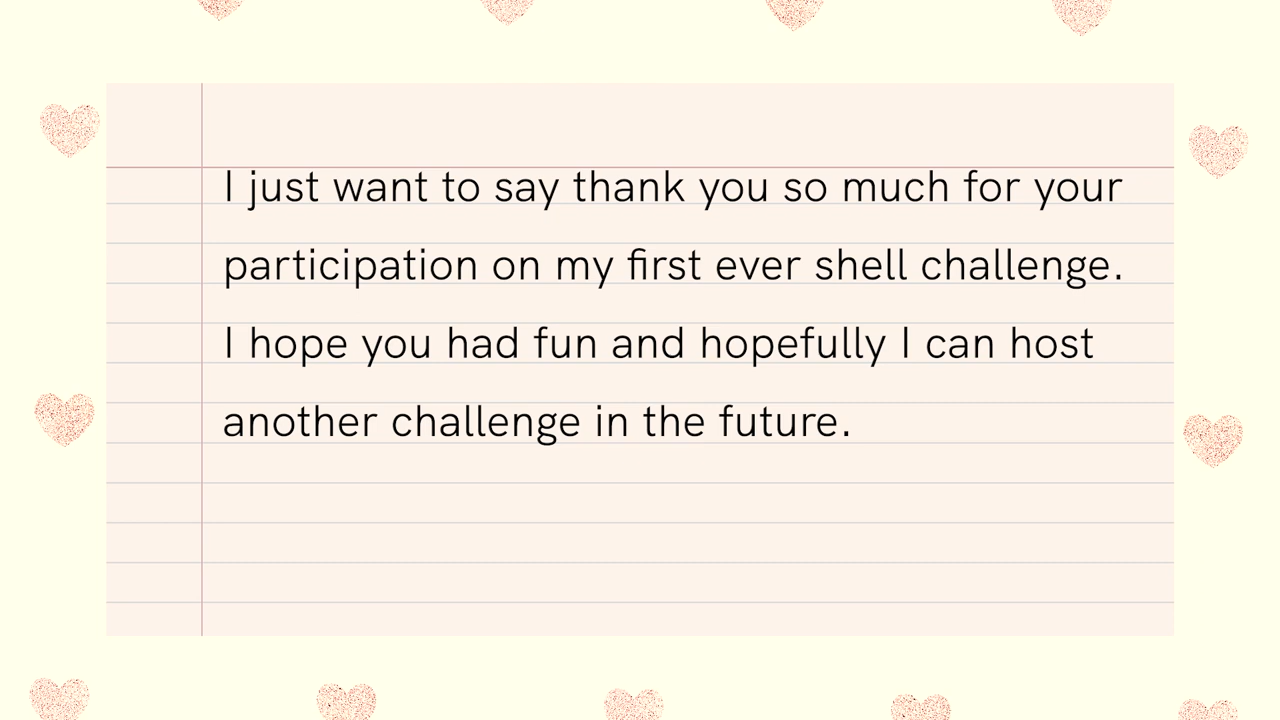 I just want to say thank you so much for your
participation on my first ever shell challenge.
I hope you had fun and hopefully I can host
another challenge in the future.